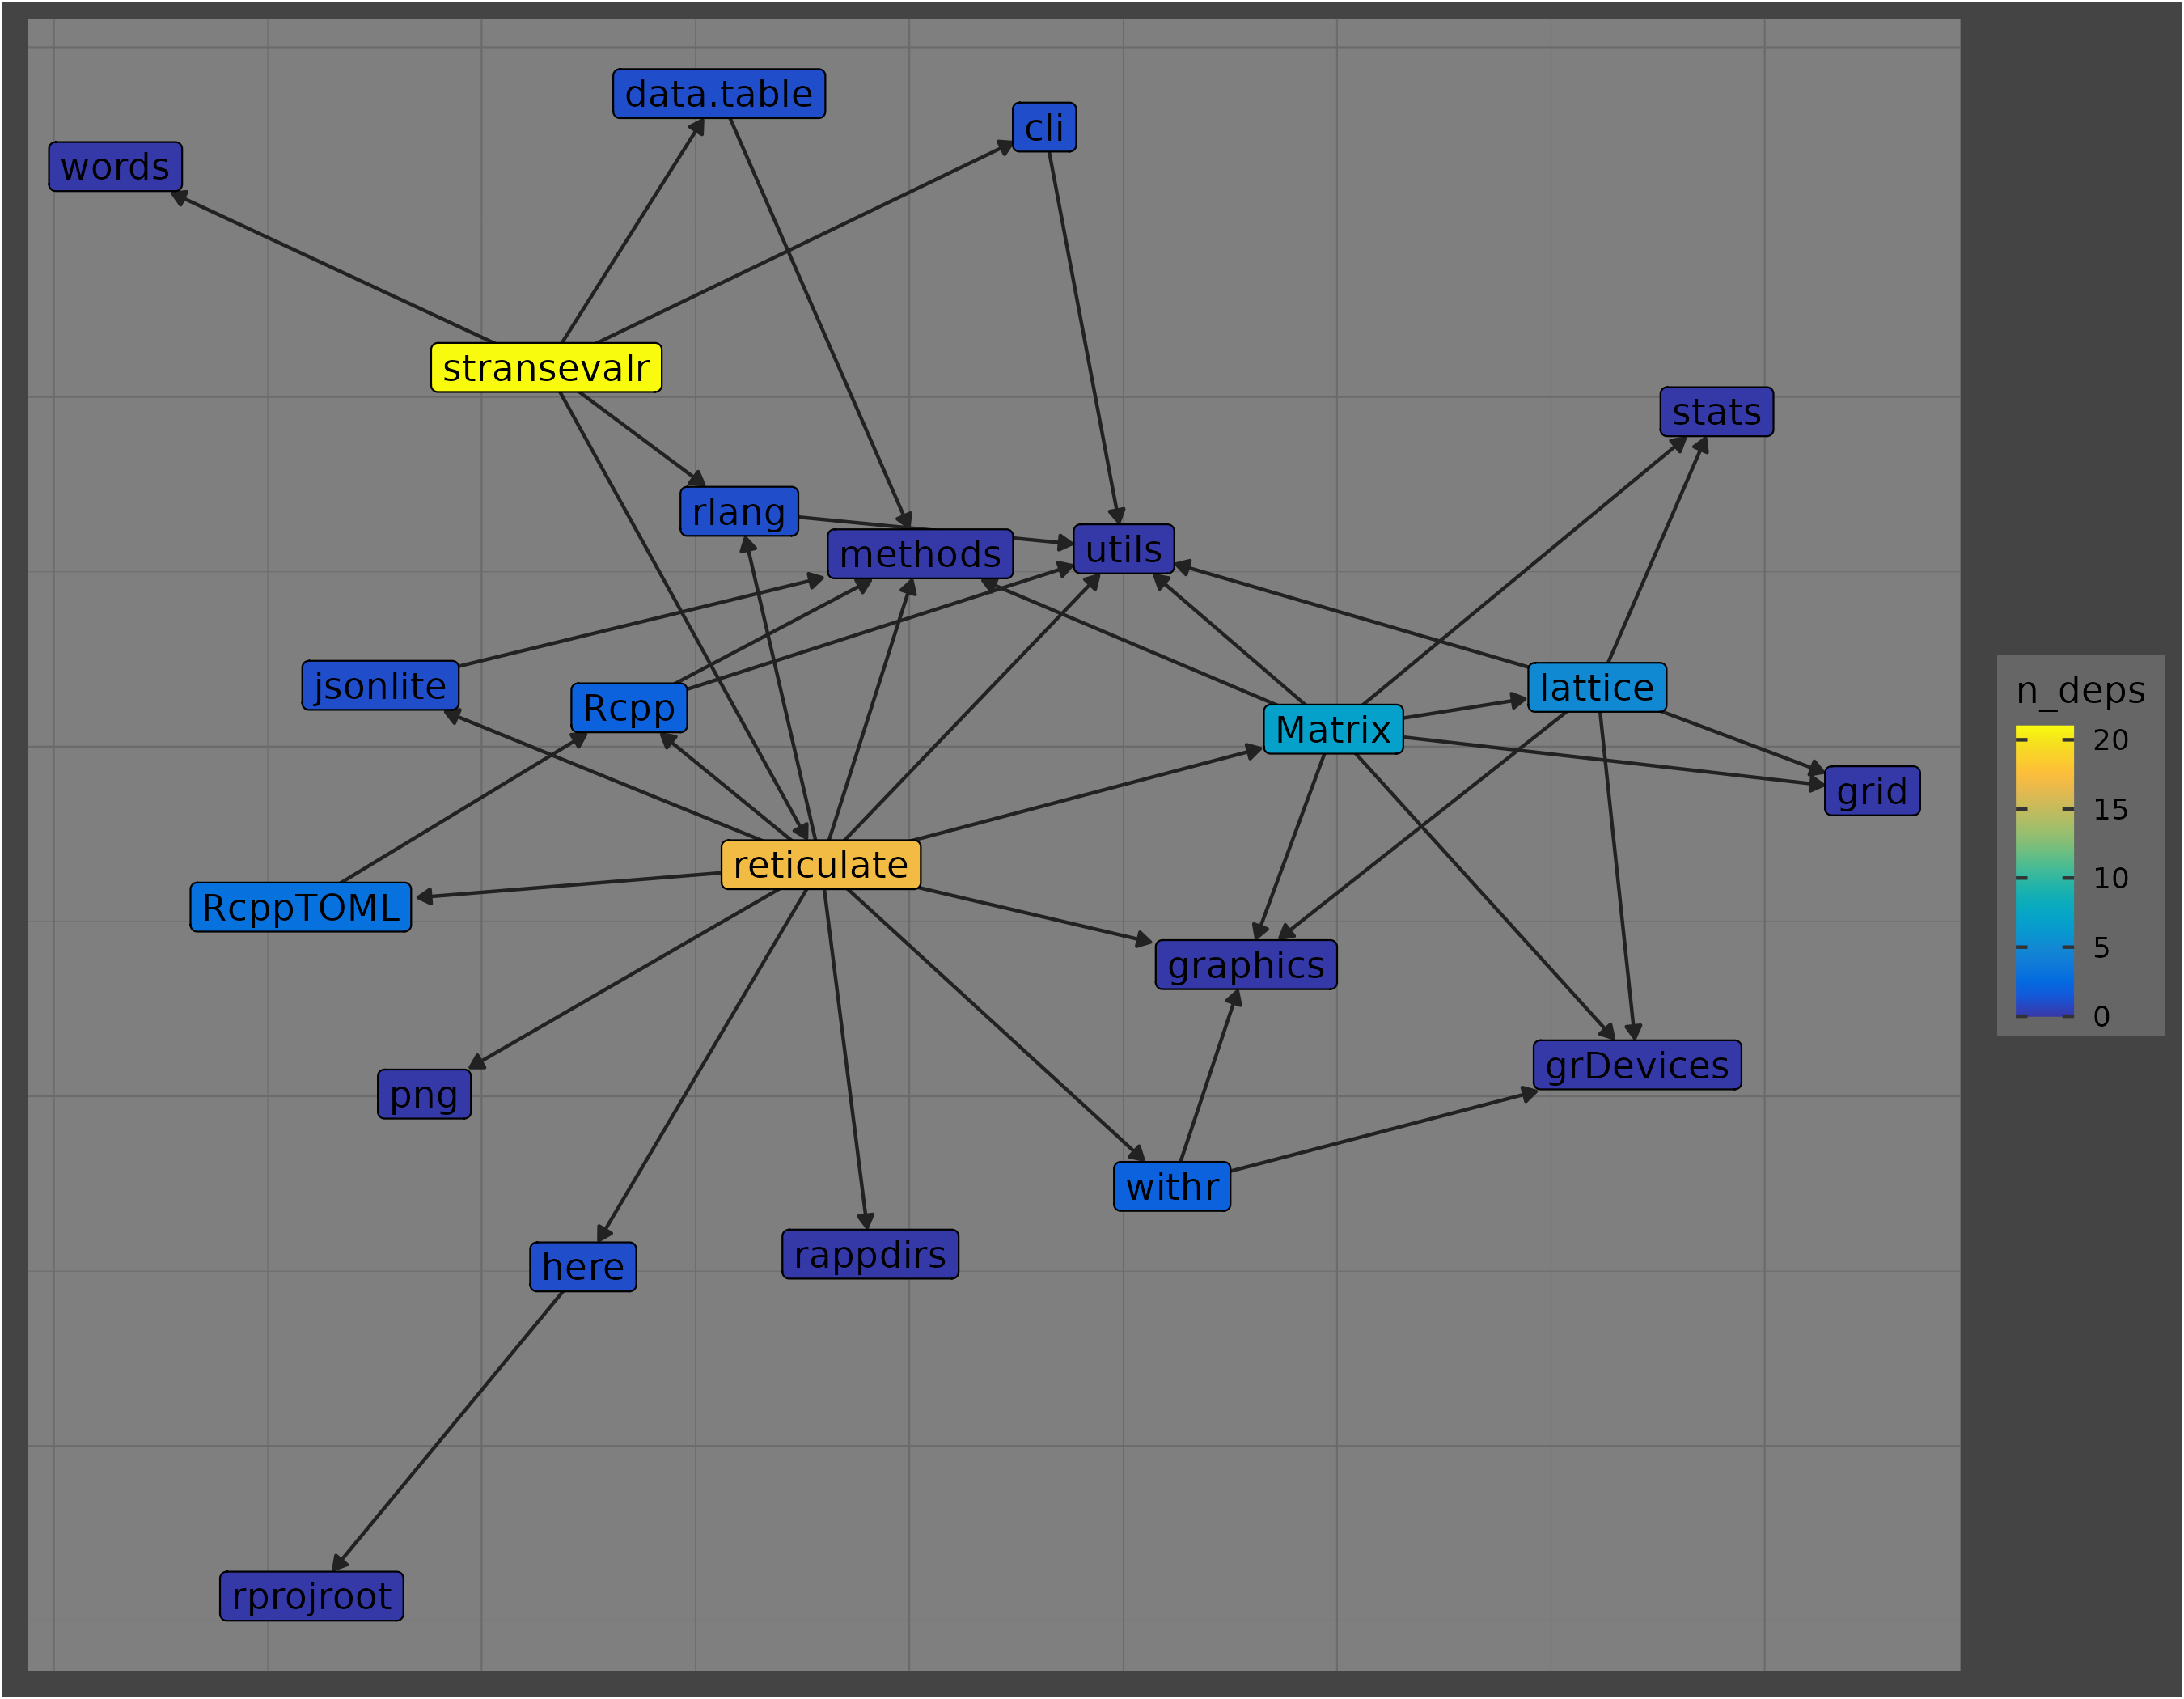 data.table
cli
words
stransevalr
stats
rlang
methods
utils
jsonlite
Rcpp
lattice
Matrix
grid
reticulate
RcppTOML
graphics
grDevices
png
withr
rappdirs
here
rprojroot
n_deps
20
15
10
5
0